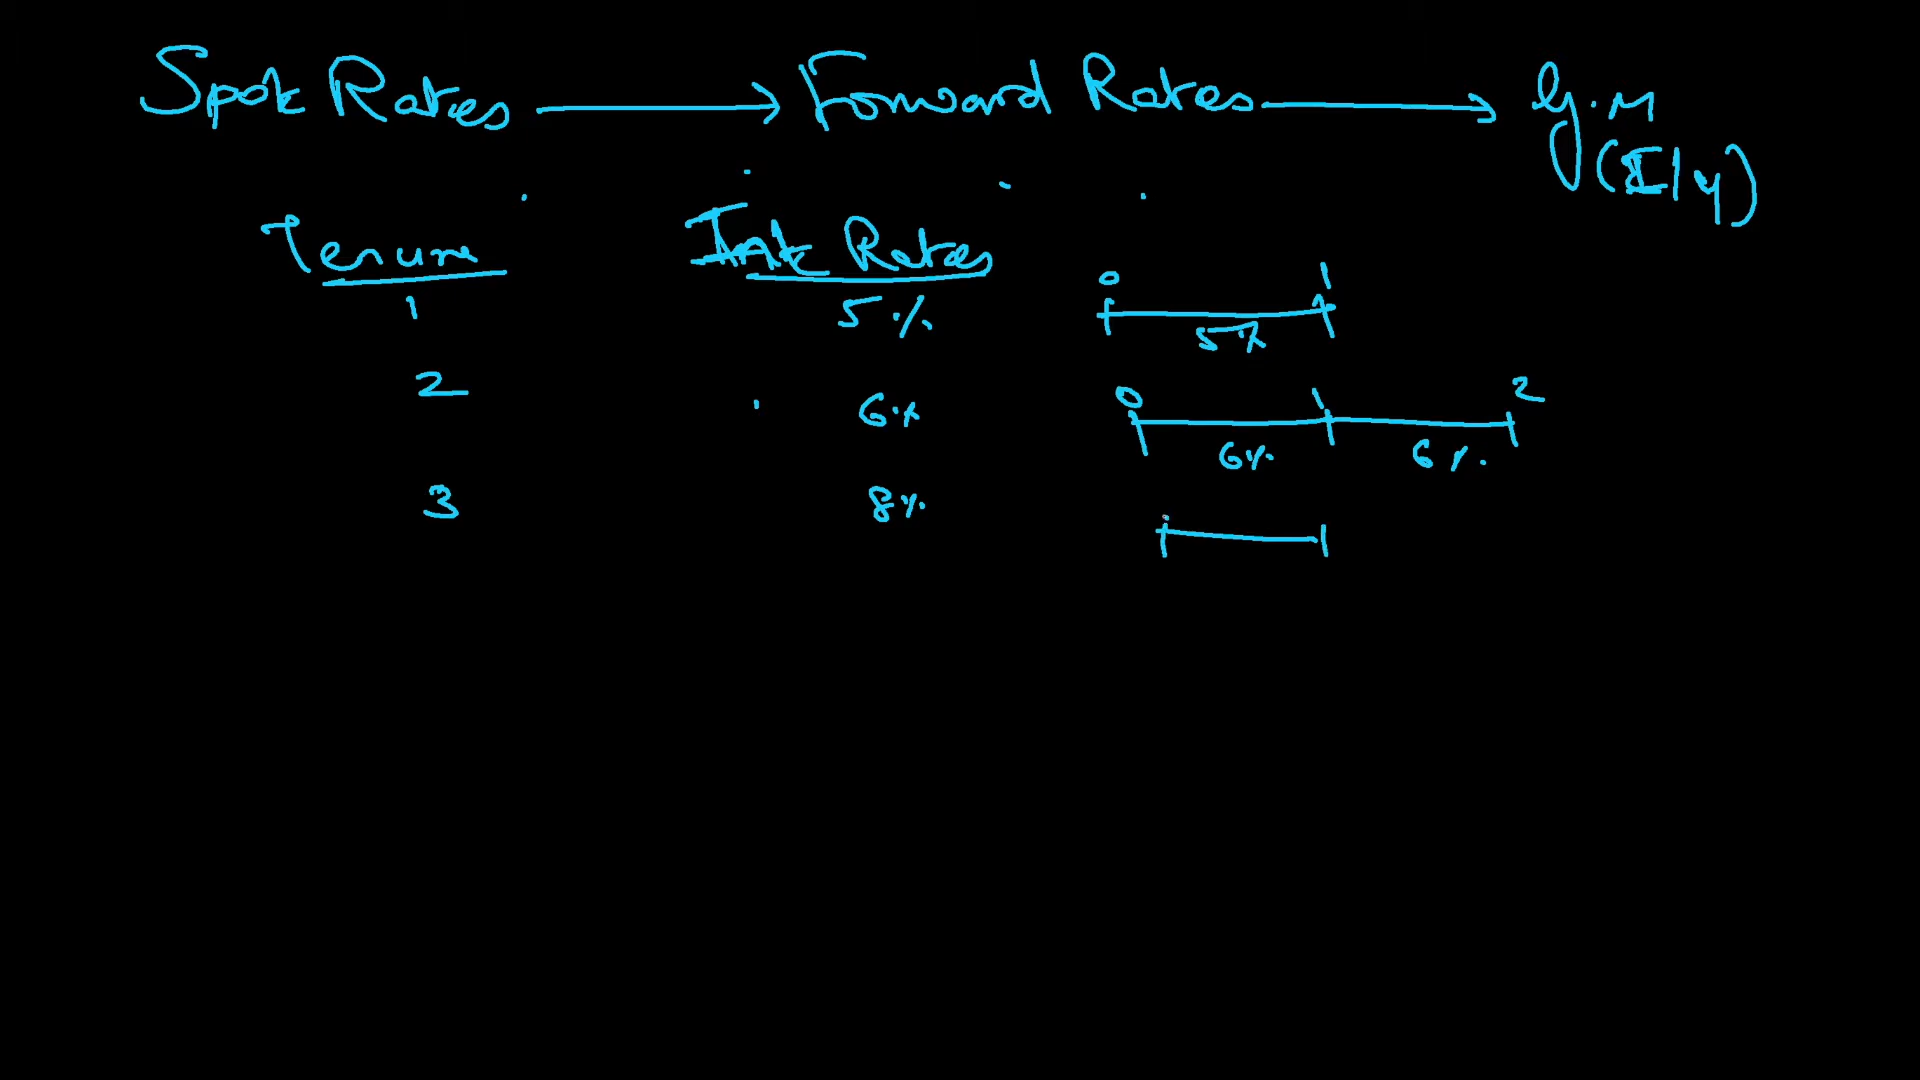 Spot Rates → Forward Rates → G.M
(I/y)
Tenure Int Rates
0 1
1 5% 5%
0 1 2
2 6% 6% 6%.
3 8%